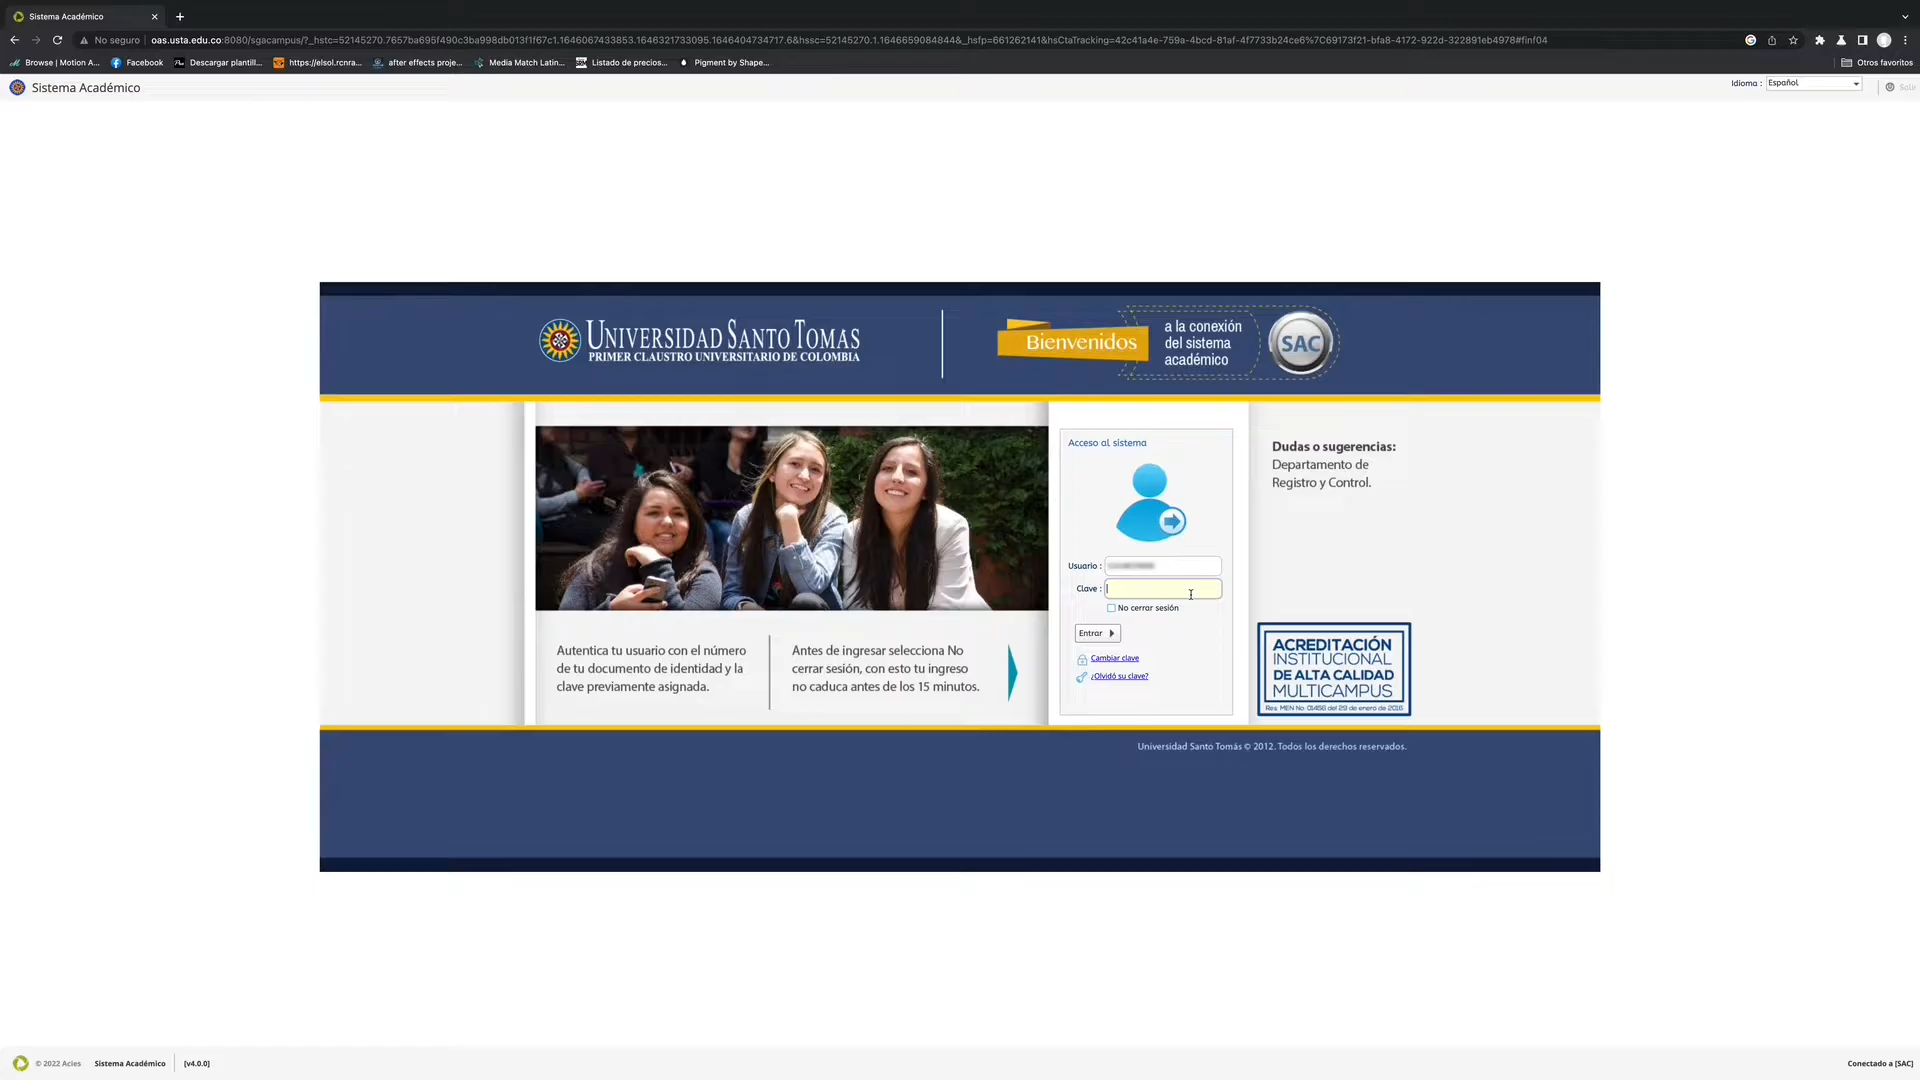 Sistema Académico
No seguro
oas.usta.edu.co:8080/sgacampus/?_hstc=52145270.7657ba695f490c3ba998db013f1f67c1.1646067433853.1646321733095.1646404734717.6&hssc=52145270.1.1646659084844&_hsfp=661262141&hsCtaTracking=42c41a4e-759a-4bcd-81af-4f7733b24ce6%7C69173f21-bfa8-4172-922d-322891eb4978#finf04
Browse | Motion A...
Facebook
Descargar plantill...
https://elsol.rcnra...
after effects proje...
Media Match Latin...
Listado de precios...
Pigment by Shape...
Otros favoritos
Sistema Académico
Idioma :
Español
Salir
UNIVERSIDAD SANTO TOMAS
PRIMER CLAUSTRO UNIVERSITARIO DE COLOMBIA
Bienvenidos
a la conexión
del sistema
académico
SAC
Acceso al sistema
Usuario :
Clave :
No cerrar sesión
Entrar
Cambiar clave
¿Olvidó su clave?
Dudas o sugerencias:
Departamento de
Registro y Control.
Autentica tu usuario con el número
de tu documento de identidad y la
clave previamente asignada.
Antes de ingresar selecciona No
cerrar sesión, con esto tu ingreso
no caduca antes de los 15 minutos.
ACREDITACIÓN
INSTITUCIONAL
DE ALTA CALIDAD
MULTICAMPUS
Res. MEN No. 01456 del 29 de enero de 2016
Universidad Santo Tomás © 2012. Todos los derechos reservados.
© 2022 Acies
Sistema Académico
[v4.0.0]
Conectado a [SAC]